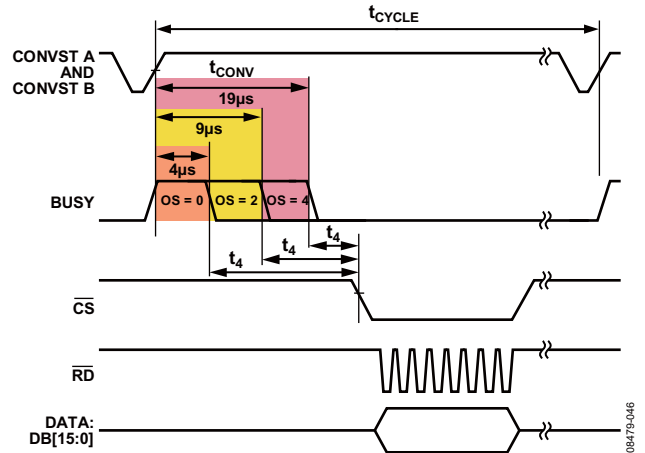 tCYCLE
CONVST A
AND
CONVST B
tCONV
19µs
9µs
4µs
BUSY
OS = 0
OS = 2
OS = 4
t4
t4
t4
CS
RD
DATA:
DB[15:0]
08479-046